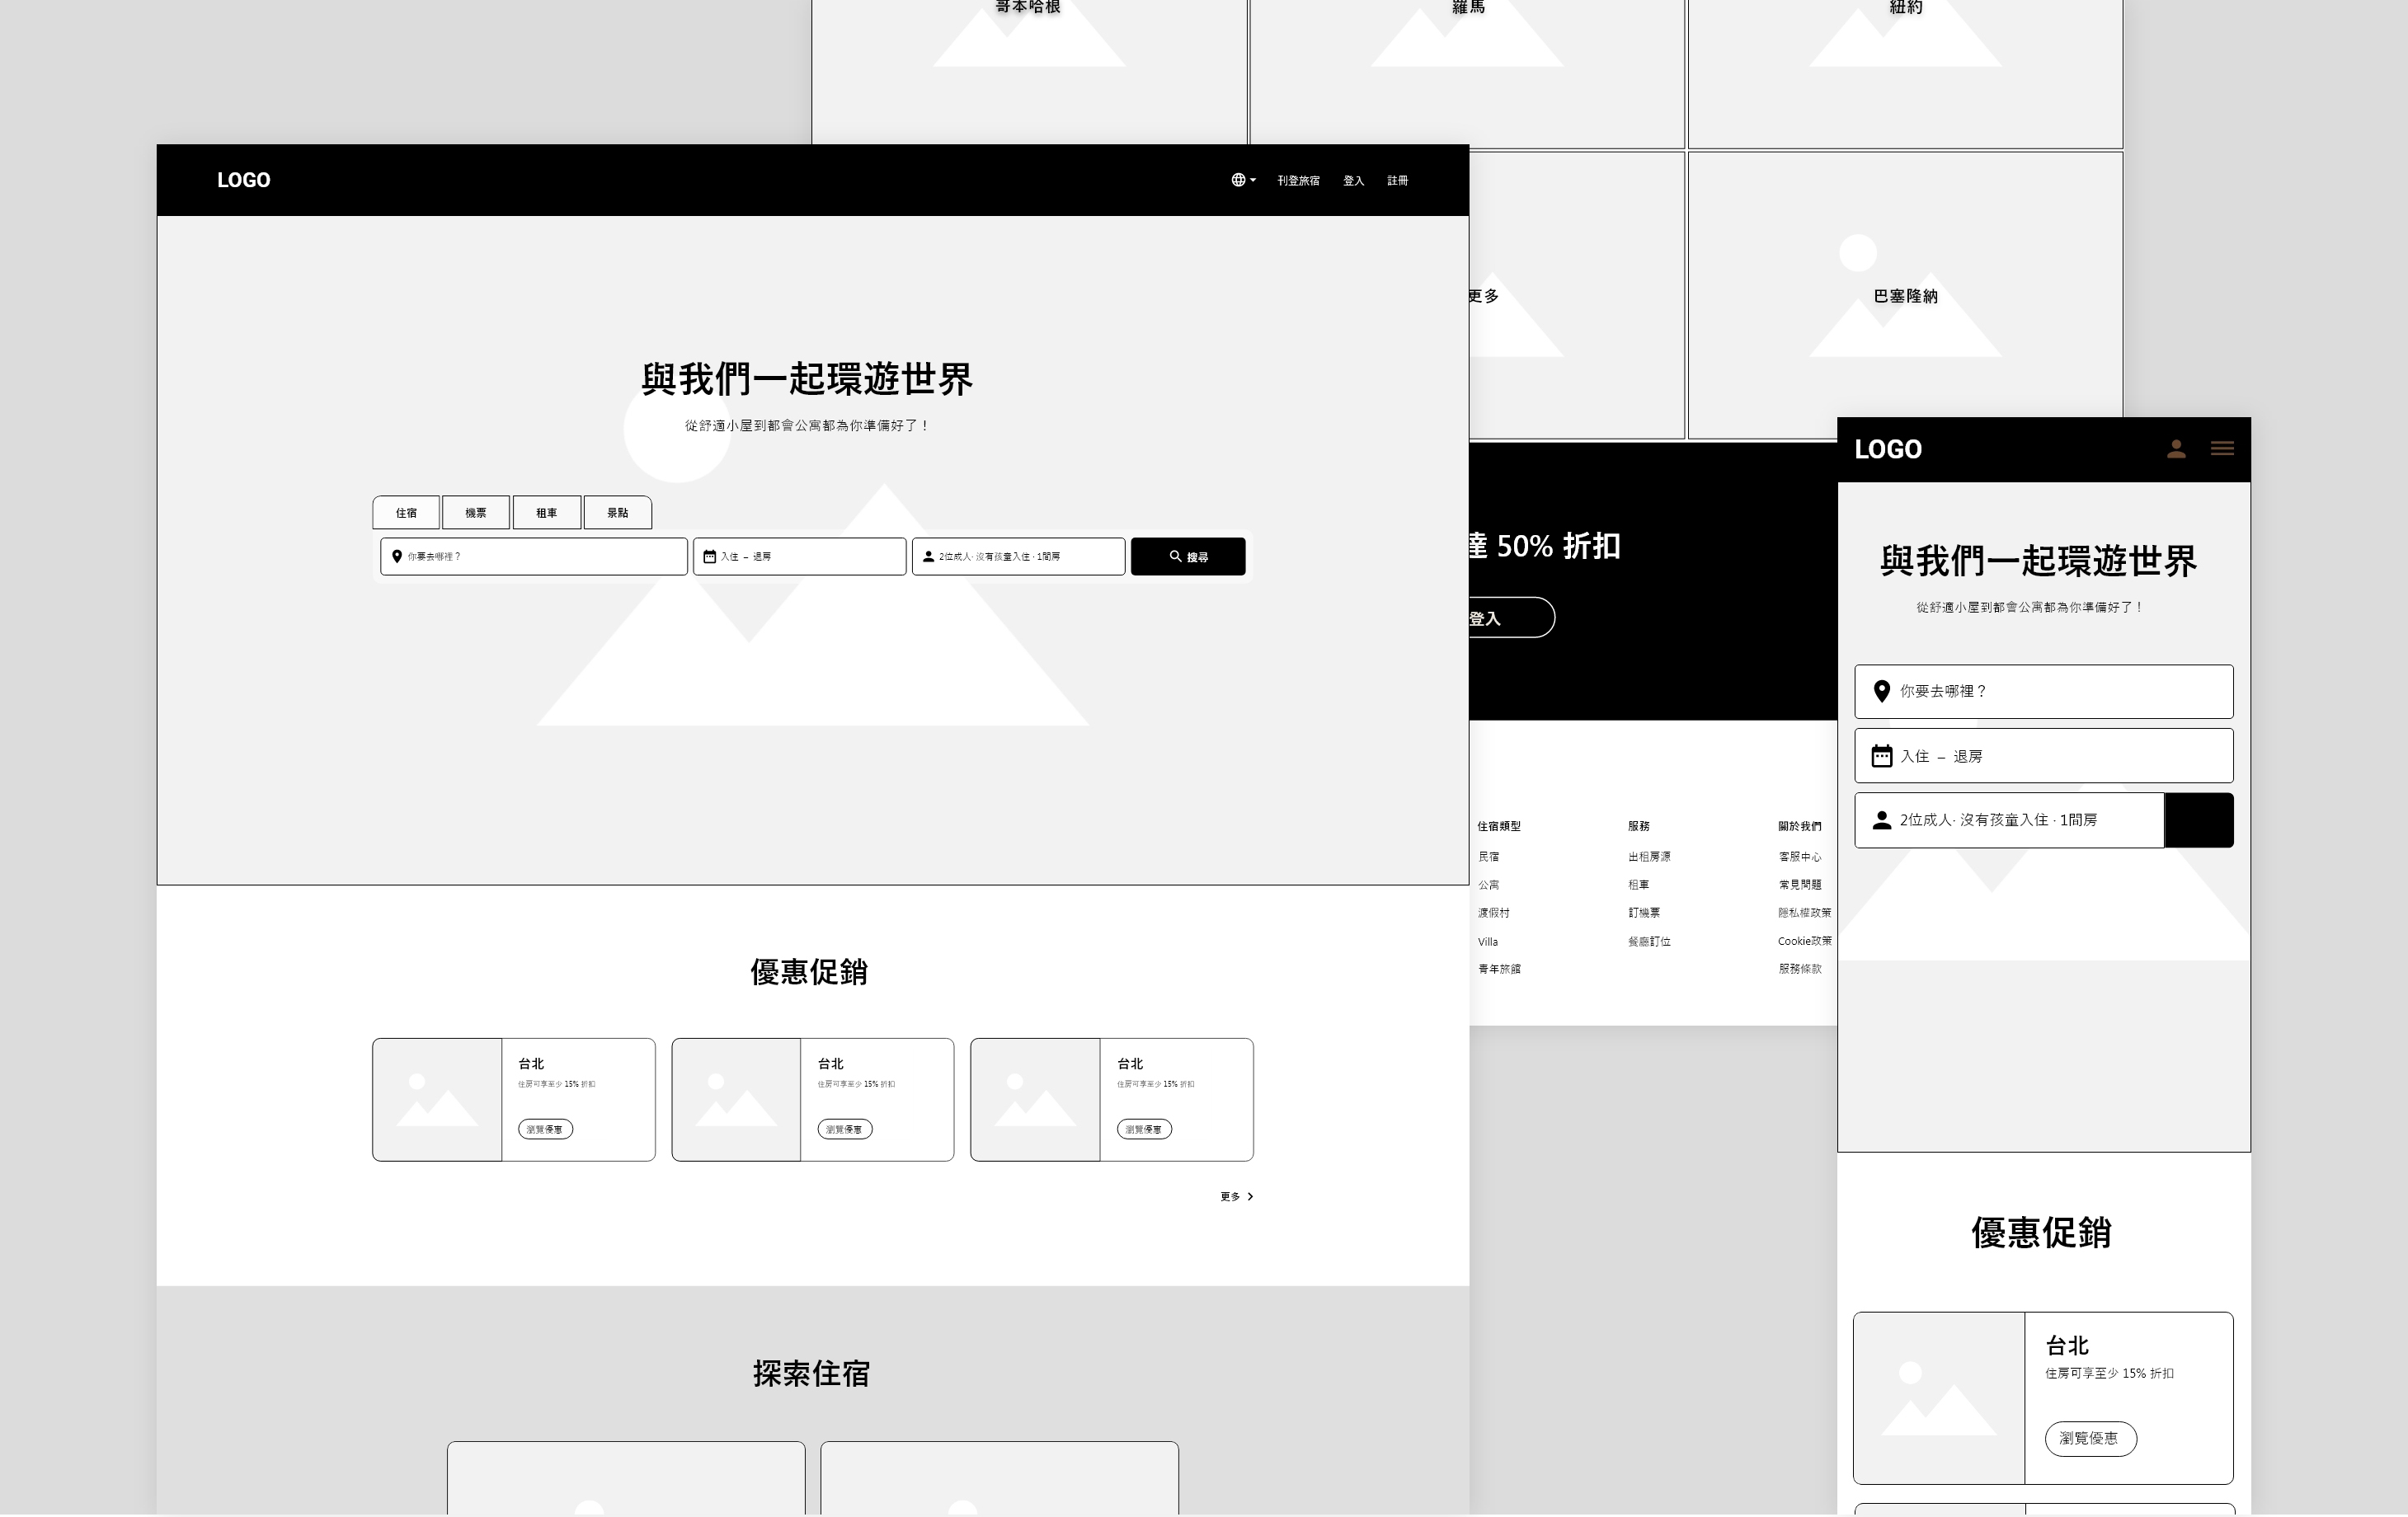 哥本哈根
羅馬
紐約
更多
巴塞隆納
LOGO
刊登旅宿 登入 註冊
與我們一起環遊世界
從舒適小屋到都會公寓都為你準備好了！
住宿 機票 租車 景點
你要去哪裡？ 入住 – 退房 2位成人· 沒有孩童入住 · 1間房 搜尋
優惠促銷
台北
住房可享至少 15% 折扣
瀏覽優惠
台北
住房可享至少 15% 折扣
瀏覽優惠
台北
住房可享至少 15% 折扣
瀏覽優惠
更多
探索住宿
達 50% 折扣
登入
住宿類型
民宿
公寓
渡假村
Villa
青年旅館
服務
出租房源
租車
訂機票
餐廳訂位
關於我們
客服中心
常見問題
隱私權政策
Cookie政策
服務條款
LOGO
與我們一起環遊世界
從舒適小屋到都會公寓都為你準備好了！
你要去哪裡？
入住 – 退房
2位成人· 沒有孩童入住 · 1間房
優惠促銷
台北
住房可享至少 15% 折扣
瀏覽優惠